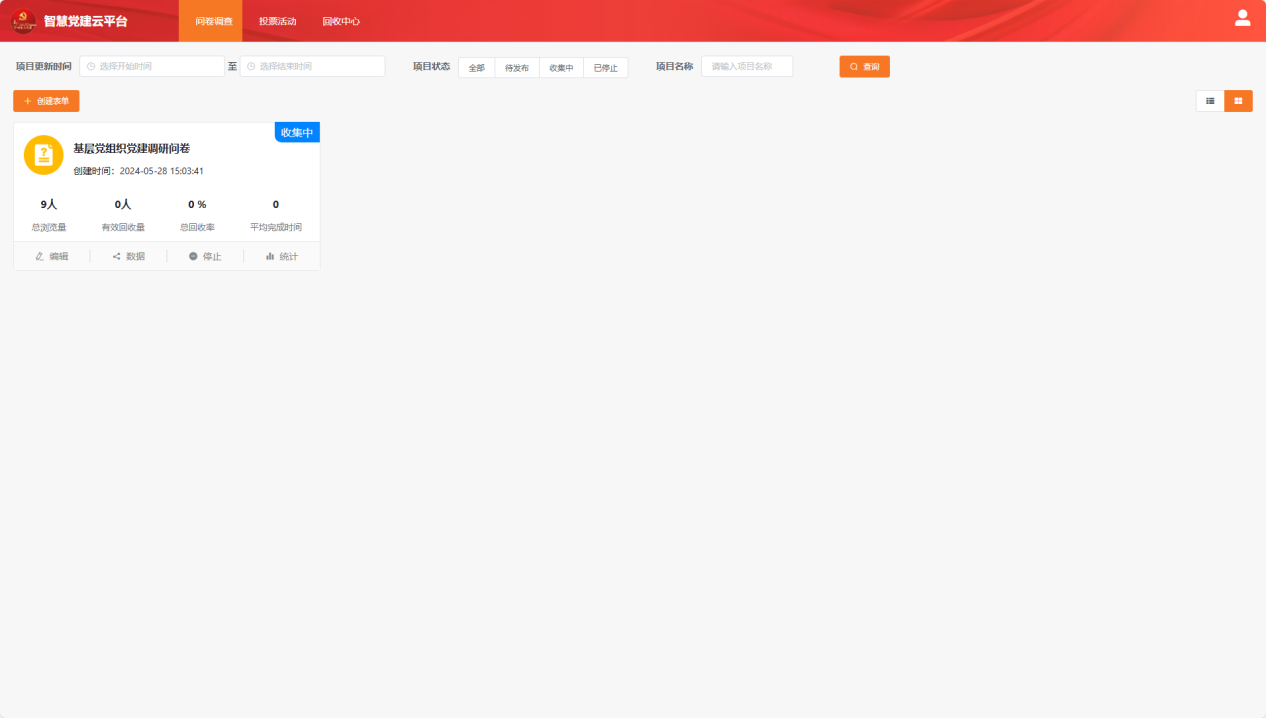 智慧党建云平台 问卷调查 投票活动 回收中心
项目更新时间 选择开始时间 至 选择结束时间 项目状态 全部 待发布 收集中 已停止 项目名称 请输入项目名称 查询
+ 创建表单
收集中
基层党组织党建调研问卷
创建时间：2024-05-28 15:03:41
9人 0人 0 % 0
总浏览量 有效回收量 总回收率 平均完成时间
编辑 数据 停止 统计